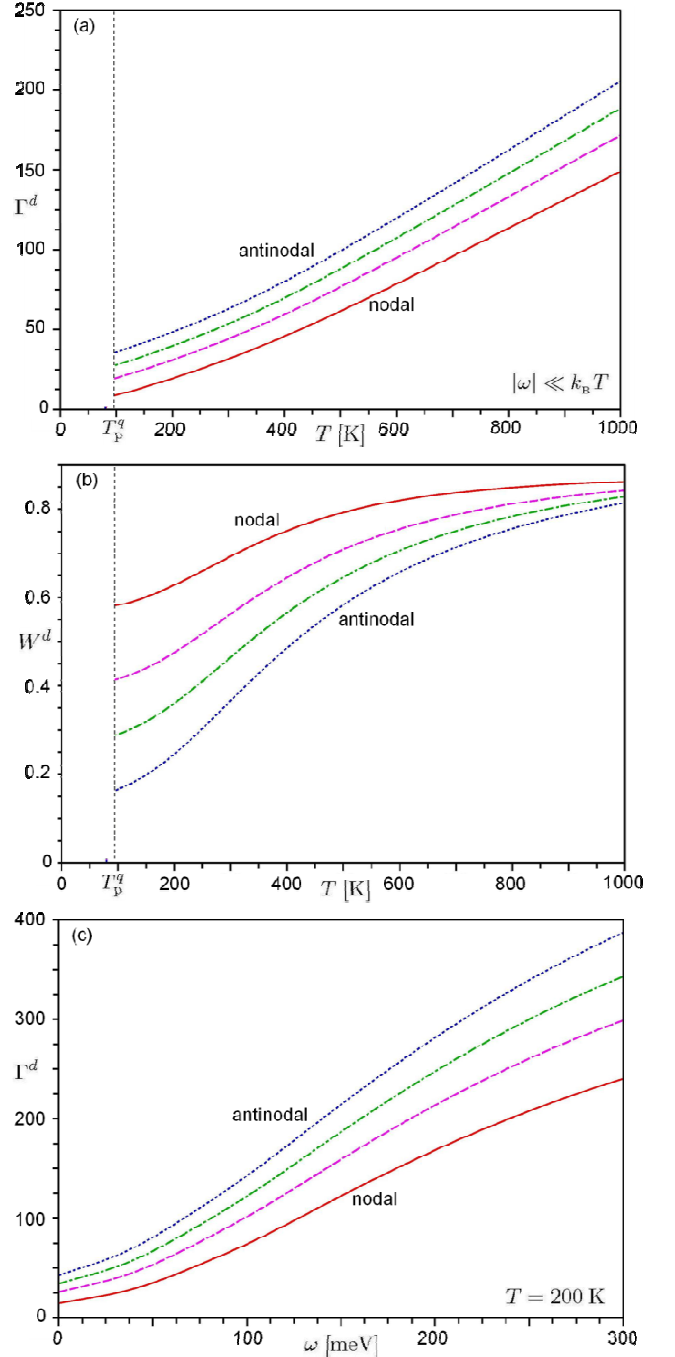 250
(a)
200
150
Γ^d
antinodal
100
nodal
50
|ω| ≪ k_B T
0
0 T_p^q 200 T [K] 400 600 800 1000
(b)
0.8
nodal
0.6
antinodal
W^d
0.4
0.2
0
0 T_p^q 200 T [K] 400 600 800 1000
400
(c)
300
Γ^d
antinodal
200
nodal
100
T = 200 K
0
0 ω [meV] 100 200 300